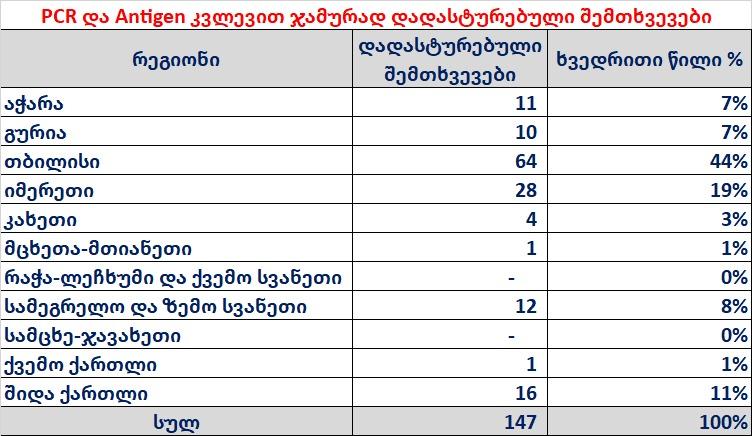 PCR და Antigen კვლევით ჯამურად დადასტურებული შემთხვევები
რეგიონი დადასტურებული შემთხვევები ხვედრითი წილი %
აჭარა 11 7%
გურია 10 7%
თბილისი 64 44%
იმერეთი 28 19%
კახეთი 4 3%
მცხეთა-მთიანეთი 1 1%
რაჭა-ლეჩხუმი და ქვემო სვანეთი - 0%
სამეგრელო და ზემო სვანეთი 12 8%
სამცხე-ჯავახეთი - 0%
ქვემო ქართლი 1 1%
შიდა ქართლი 16 11%
სულ 147 100%